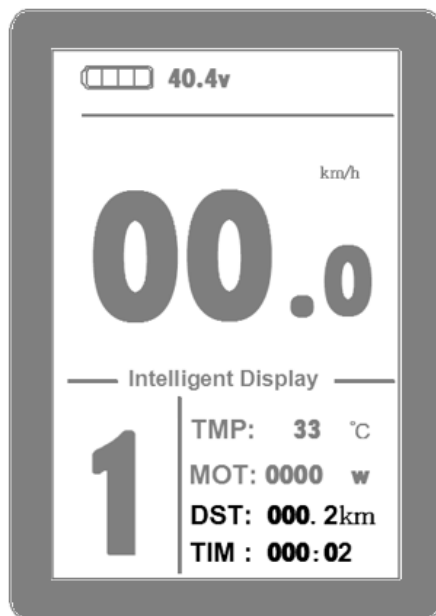 40.4v
km/h
00.0
Intelligent Display
1
TMP: 33 °C
MOT: 0000 w
DST: 000. 2km
TIM : 000:02